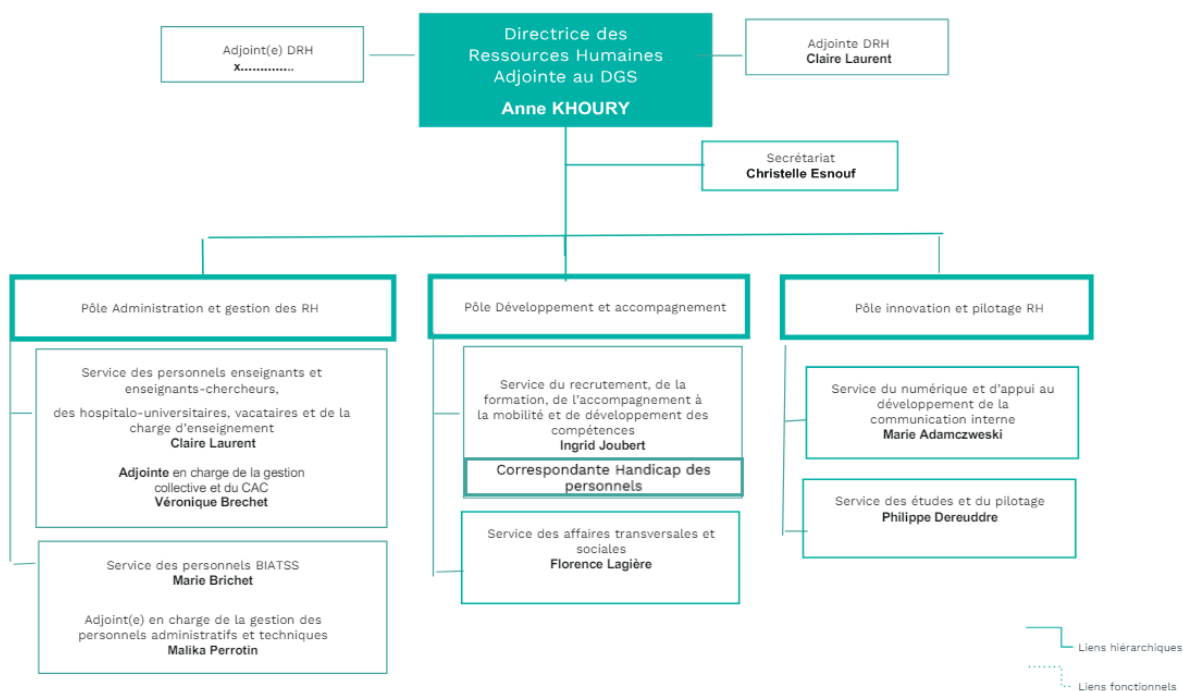 Directrice des
Ressources Humaines
Adjointe au DGS
Anne KHOURY
Adjoint(e) DRH
x.............
Adjointe DRH
Claire Laurent
Secrétariat
Christelle Esnouf
Pôle Administration et gestion des RH
Service des personnels enseignants et
enseignants-chercheurs,
des hospitalo-universitaires, vacataires et de la
charge d'enseignement
Claire Laurent
Adjointe en charge de la gestion
collective et du CAC
Véronique Brechet
Service des personnels BIATSS
Marie Brichet
Adjoint(e) en charge de la gestion des
personnels administratifs et techniques
Malika Perrotin
Pôle Développement et accompagnement
Service du recrutement, de la
formation, de l'accompagnement à
la mobilité et de développement des
compétences
Ingrid Joubert
Correspondante Handicap des
personnels
Service des affaires transversales et
sociales
Florence Lagière
Pôle innovation et pilotage RH
Service du numérique et d'appui au
développement de la
communication interne
Marie Adamczweski
Service des études et du pilotage
Philippe Dereuddre
Liens hiérarchiques
Liens fonctionnels